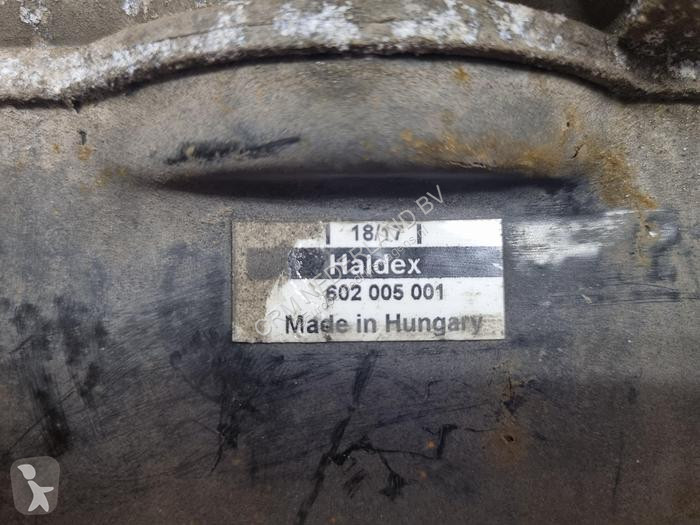 | 18/17 |
Haldex
602 005 001
Made in Hungary